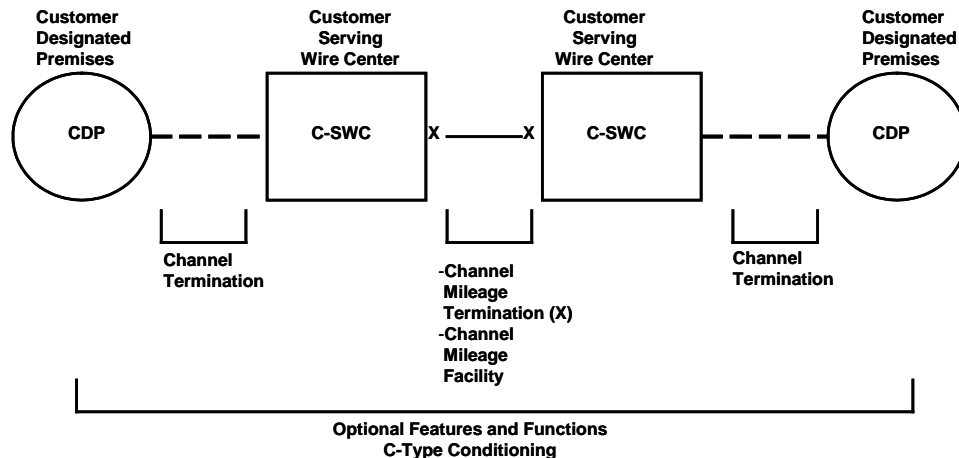 Customer
Designated
Premises
Customer
Serving
Wire Center
Customer
Serving
Wire Center
Customer
Designated
Premises
CDP
C-SWC
X
X
C-SWC
CDP
Channel
Termination
-Channel
Mileage
Termination (X)
-Channel
Mileage
Facility
Channel
Termination
Optional Features and Functions
C-Type Conditioning